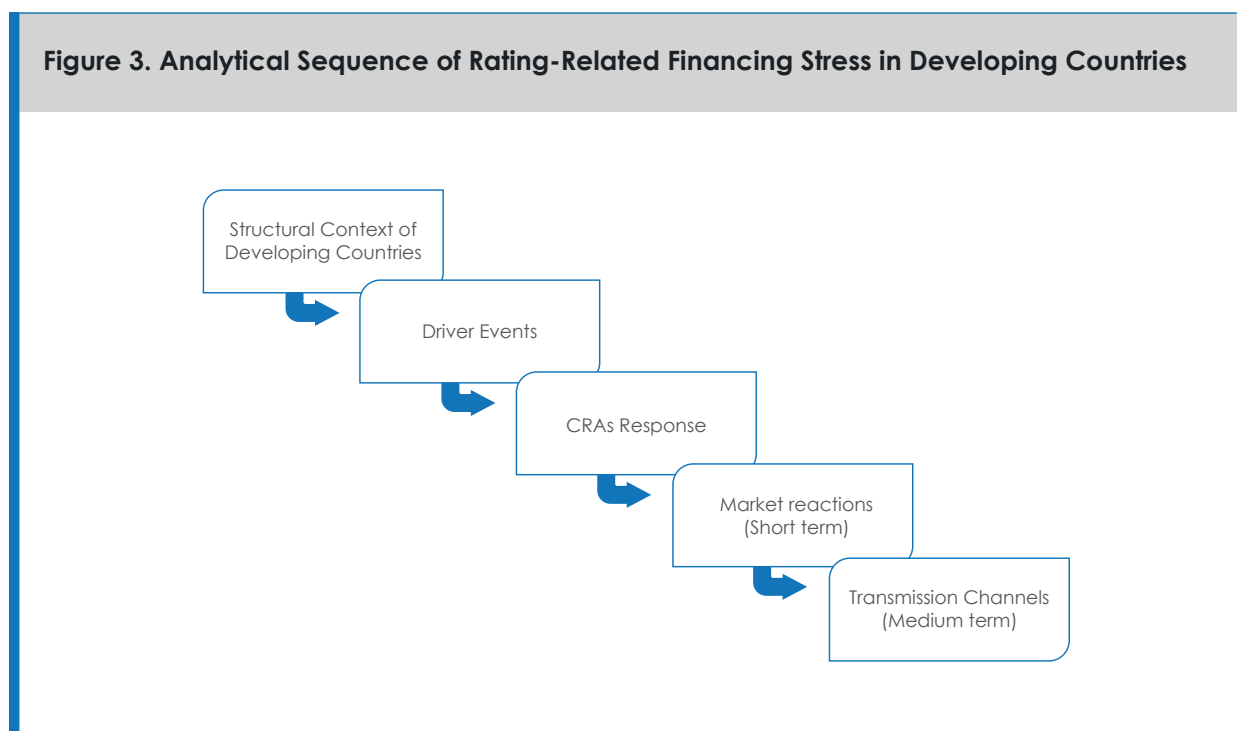 Figure 3. Analytical Sequence of Rating-Related Financing Stress in Developing Countries
Structural Context of
Developing Countries
Driver Events
CRAs Response
Market reactions
(Short term)
Transmission Channels
(Medium term)